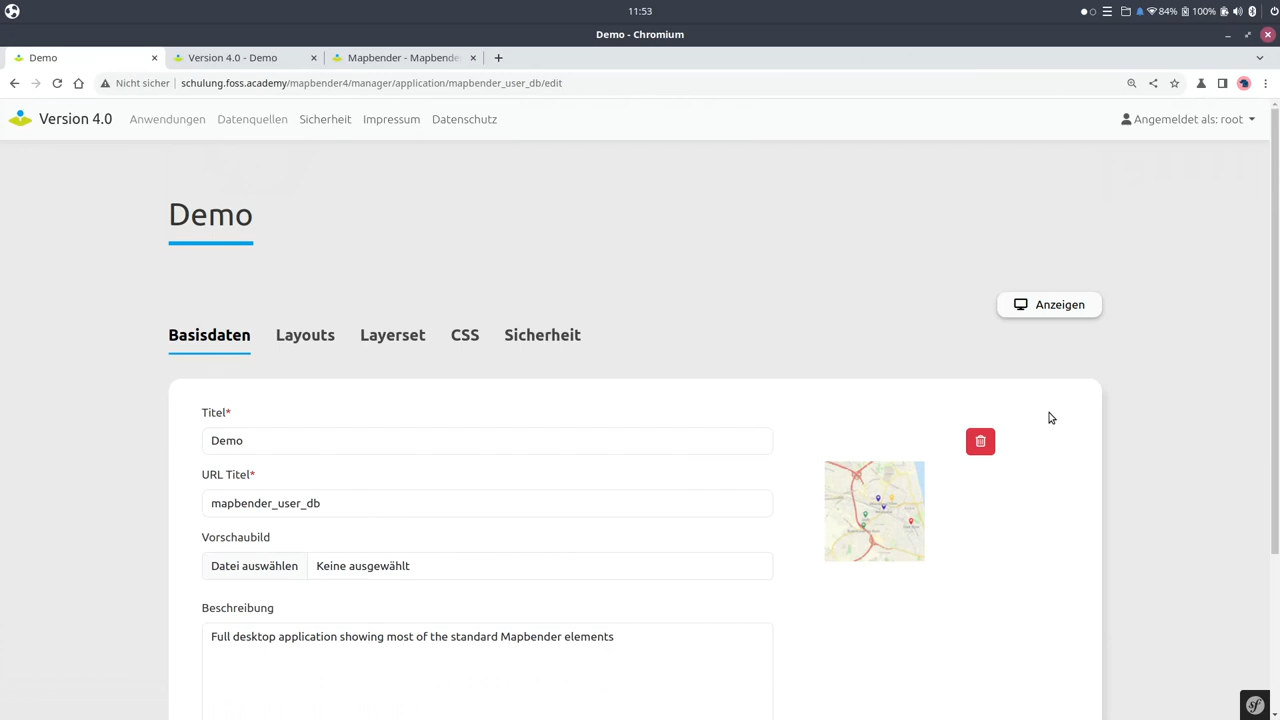 11:53
84%
100%
Demo - Chromium
Demo
Version 4.0 - Demo
Mapbender - Mapbende
Nicht sicher
schulung.foss.academy/mapbender4/manager/application/mapbender_user_db/edit
Version 4.0
Anwendungen
Datenquellen
Sicherheit
Impressum
Datenschutz
Angemeldet als: root
Demo
Anzeigen
Basisdaten
Layouts
Layerset
CSS
Sicherheit
Titel*
Demo
URL Titel*
mapbender_user_db
Vorschaubild
Datei auswählen
Keine ausgewählt
Beschreibung
Full desktop application showing most of the standard Mapbender elements
sf